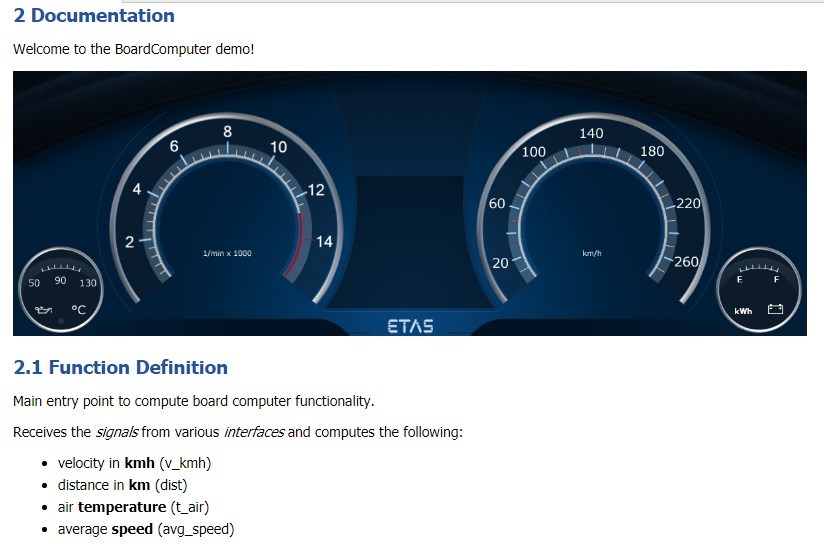 2 Documentation
Welcome to the BoardComputer demo!
8
6 10
4 12
2 14
1/min x 1000
140
100 180
60 220
20 260
km/h
50 90 130
°C
E F
kWh
ETAS
2.1 Function Definition
Main entry point to compute board computer functionality.
Receives the signals from various interfaces and computes the following:
• velocity in kmh (v_kmh)
• distance in km (dist)
• air temperature (t_air)
• average speed (avg_speed)